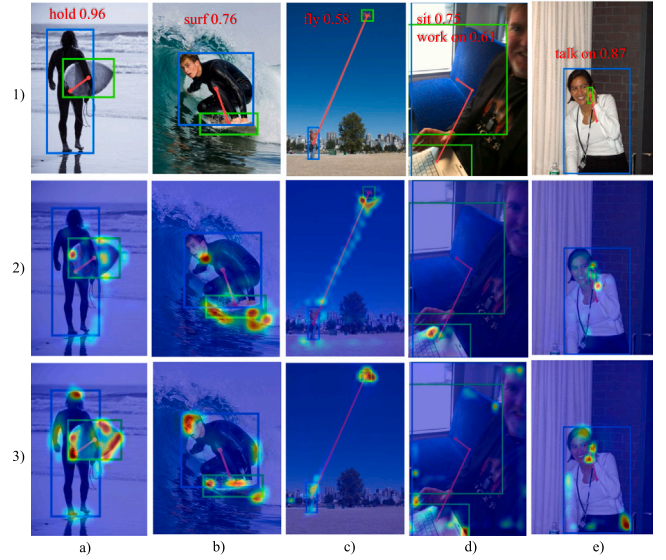 hold 0.96
surf 0.76
fly 0.58
sit 0.75
work on 0.61
talk on 0.87
1)
2)
3)
a)
b)
c)
d)
e)